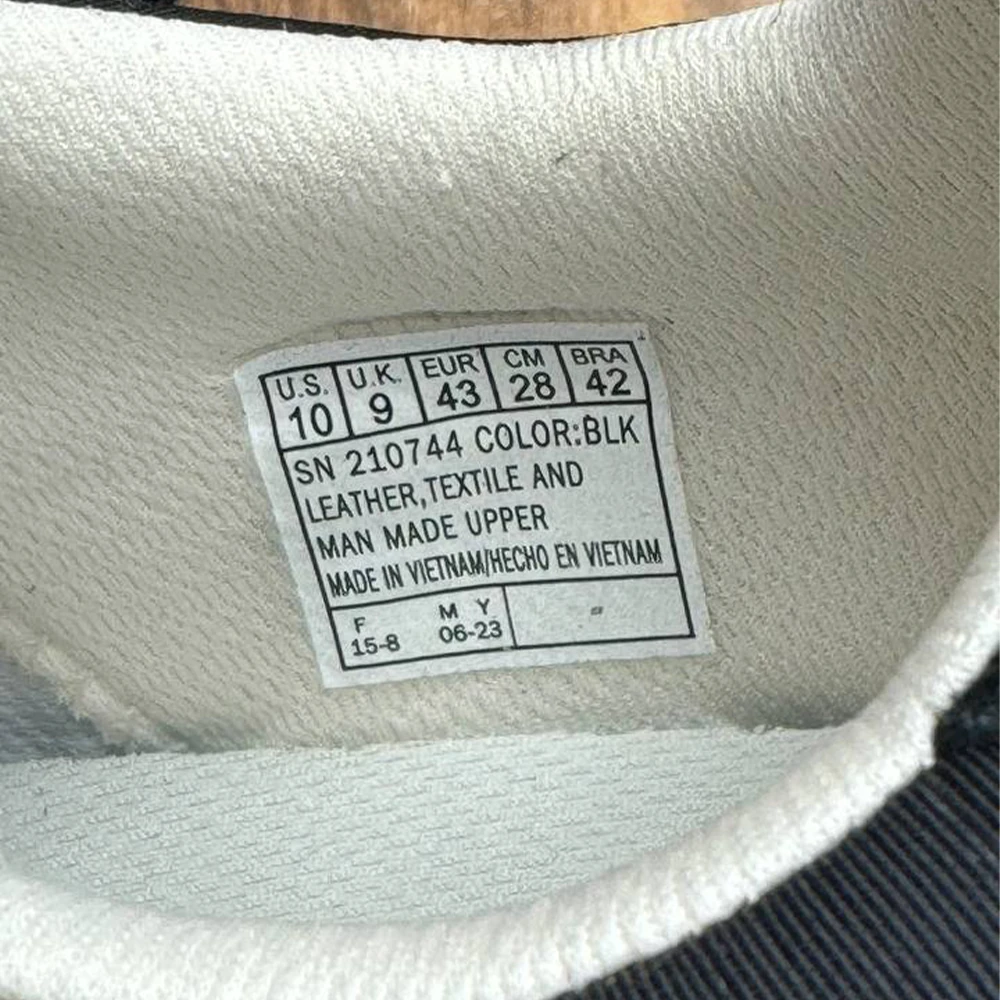 U.S. U.K. EUR CM BRA
10 9 43 28 42
SN 210744 COLOR:BLK
LEATHER,TEXTILE AND
MAN MADE UPPER
MADE IN VIETNAM/HECHO EN VIETNAM
F M Y
15-8 06-23 -